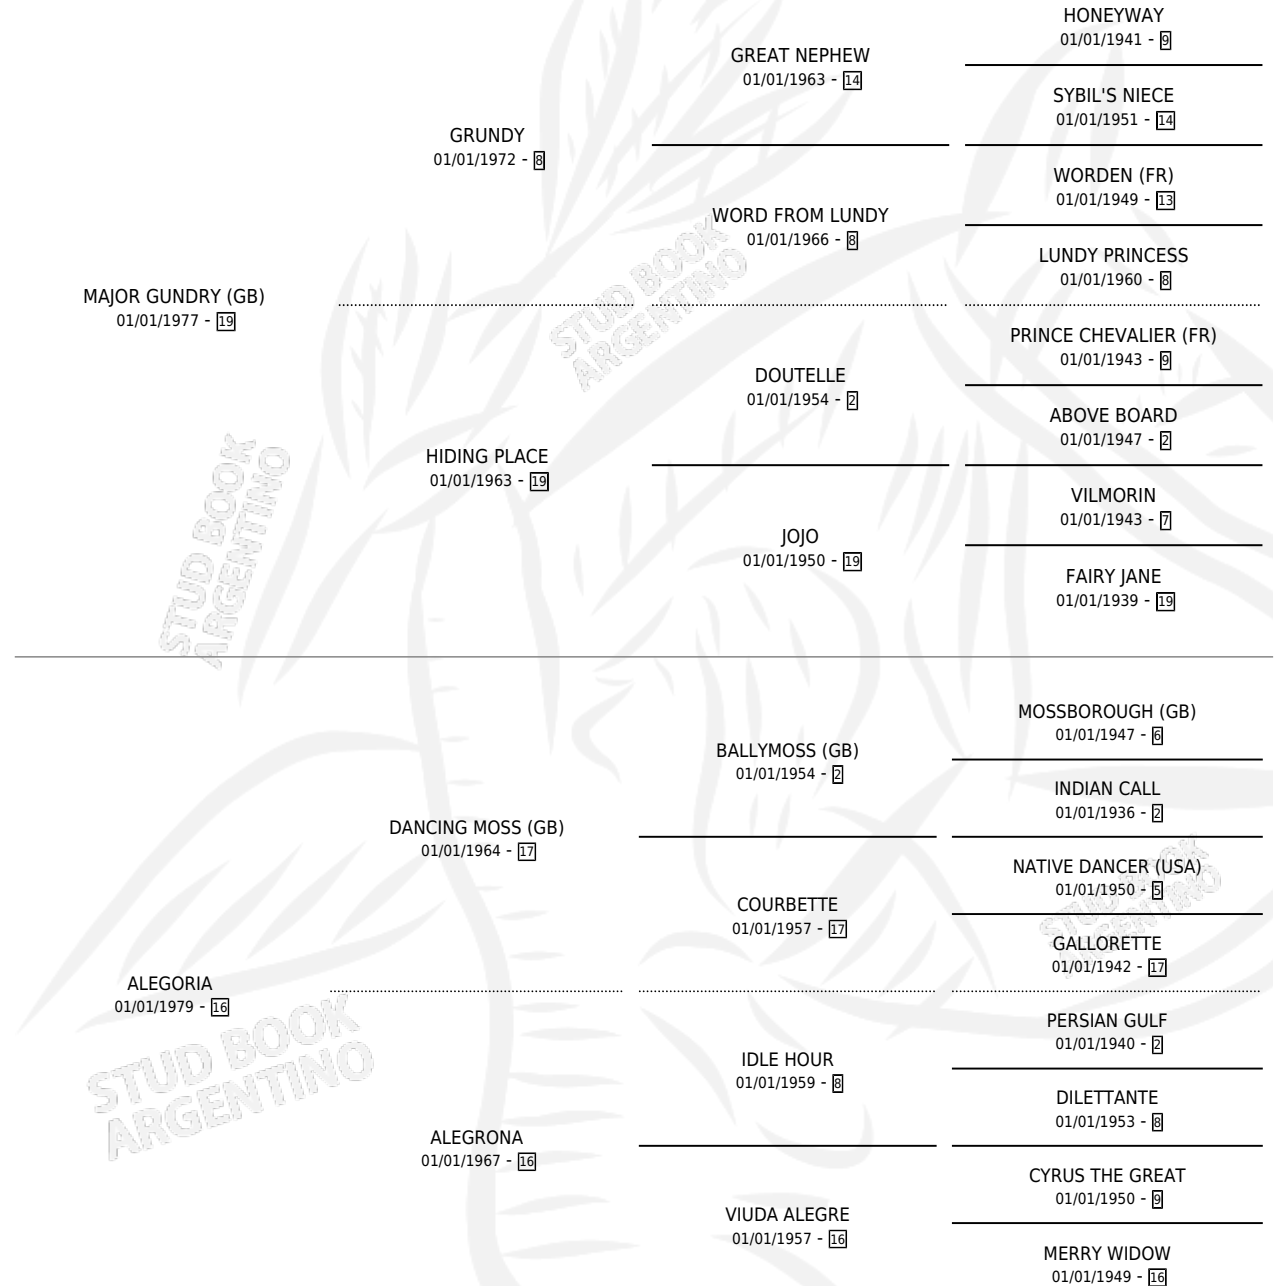 HONEYWAY
01/01/1941 - 9
GREAT NEPHEW
01/01/1963 - 14
SYBIL'S NIECE
01/01/1951 - 14
GRUNDY
01/01/1972 - 8
WORDEN (FR)
01/01/1949 - 13
WORD FROM LUNDY
01/01/1966 - 8
LUNDY PRINCESS
01/01/1960 - 8
MAJOR GUNDRY (GB)
01/01/1977 - 19
STUD BOOK
ARGENTINO
PRINCE CHEVALIER (FR)
01/01/1943 - 9
DOUTELLE
01/01/1954 - 2
ABOVE BOARD
01/01/1947 - 2
HIDING PLACE
01/01/1963 - 19
VILMORIN
01/01/1943 - 7
JOJO
01/01/1950 - 19
FAIRY JANE
01/01/1939 - 19
STUD BOOK
ARGENTINO
MOSSBOROUGH (GB)
01/01/1947 - 6
BALLYMOSS (GB)
01/01/1954 - 2
INDIAN CALL
01/01/1936 - 2
DANCING MOSS (GB)
01/01/1964 - 17
NATIVE DANCER (USA)
01/01/1950 - 5
COURBETTE
01/01/1957 - 17
STUD BOOK
ARGENTINO
GALLORETTE
01/01/1942 - 17
ALEGORIA
01/01/1979 - 16
PERSIAN GULF
01/01/1940 - 2
IDLE HOUR
01/01/1959 - 8
STUD BOOK
ARGENTINO
DILETTANTE
01/01/1953 - 8
ALEGRONA
01/01/1967 - 16
CYRUS THE GREAT
01/01/1950 - 9
VIUDA ALEGRE
01/01/1957 - 16
MERRY WIDOW
01/01/1949 - 16